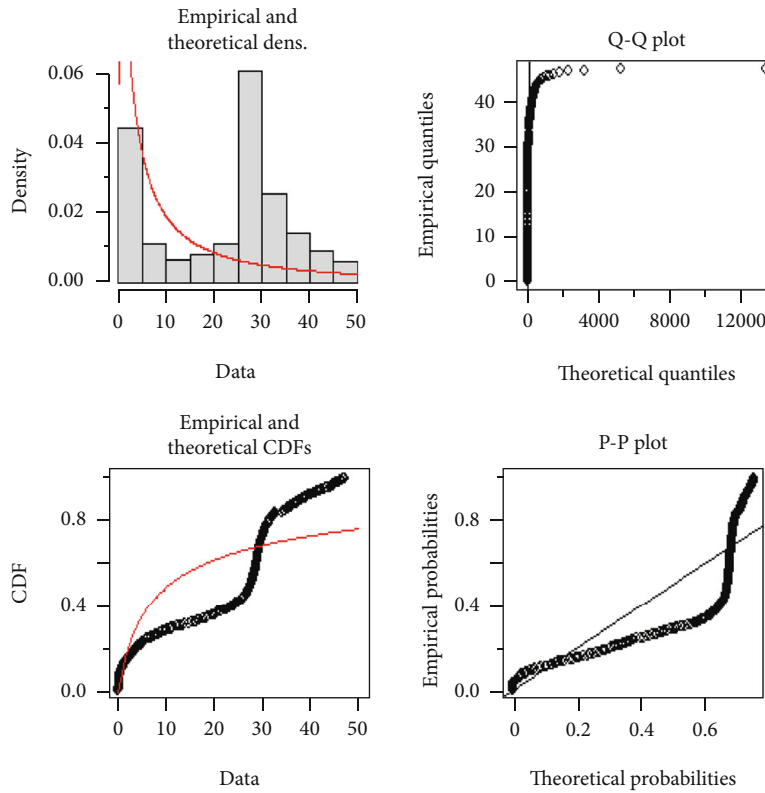 Empirical and
theoretical dens.
0.06
0.04
0.02
0.00
Density
0 10 20 30 40 50
Data
Q-Q plot
40
30
20
10
0
Empirical quantiles
0 4000 8000 12000
Theoretical quantiles
Empirical and
theoretical CDFs
0.8
0.4
0.0
CDF
0 10 20 30 40 50
Data
P-P plot
0.8
0.4
0.0
Empirical probabilities
0 0.2 0.4 0.6
Theoretical probabilities